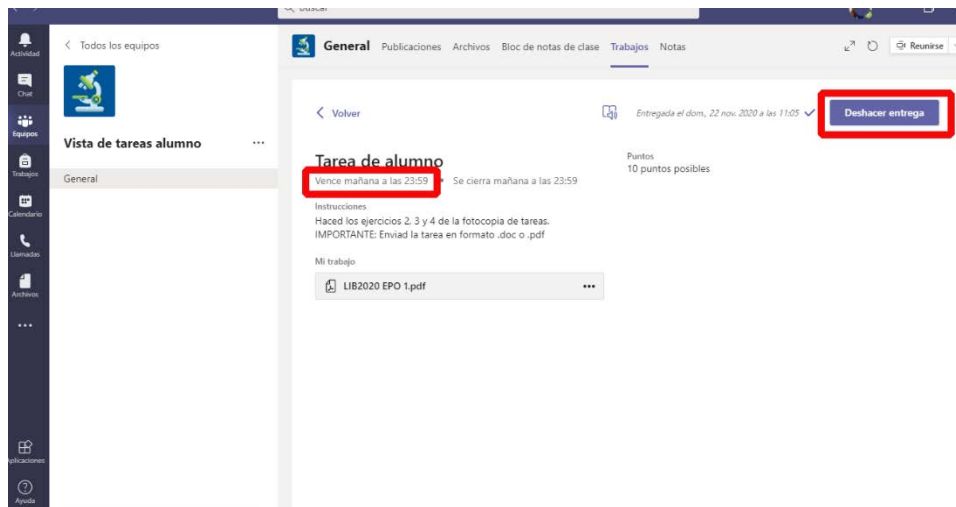 Buscar
Actividad
Chat
Equipos
Trabajos
Calendario
Llamadas
Archivos
Aplicaciones
Ayuda
Todos los equipos
Vista de tareas alumno
General
General Publicaciones Archivos Bloc de notas de clase Trabajos Notas
Reunirse
Volver
Entregada el dom., 22 nov. 2020 a las 11:05
Deshacer entrega
Tarea de alumno
Vence mañana a las 23:59 • Se cierra mañana a las 23:59
Puntos
10 puntos posibles
Instrucciones
Haced los ejercicios 2, 3 y 4 de la fotocopia de tareas.
IMPORTANTE: Enviad la tarea en formato .doc o .pdf
Mi trabajo
LIB2020 EPO 1.pdf